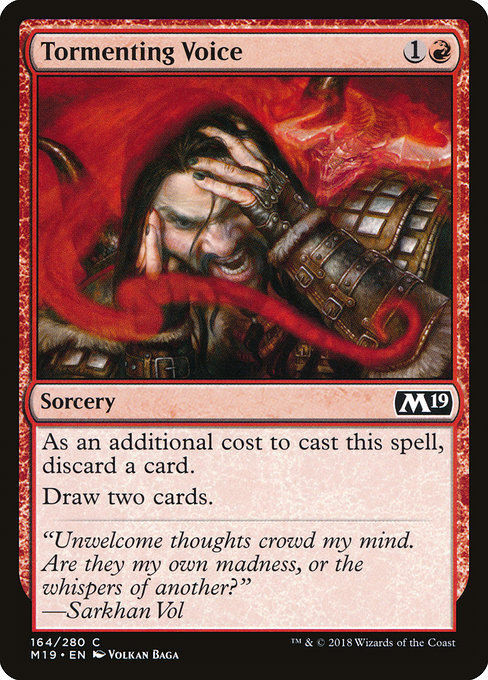 Tormenting Voice 1
Sorcery M19
As an additional cost to cast this spell,
discard a card.
Draw two cards.
“Unwelcome thoughts crowd my mind.
Are they my own madness, or the
whispers of another?”
—Sarkhan Vol
164/280 C ™ & © 2018 Wizards of the Coast
M19 • EN Volkan Baga